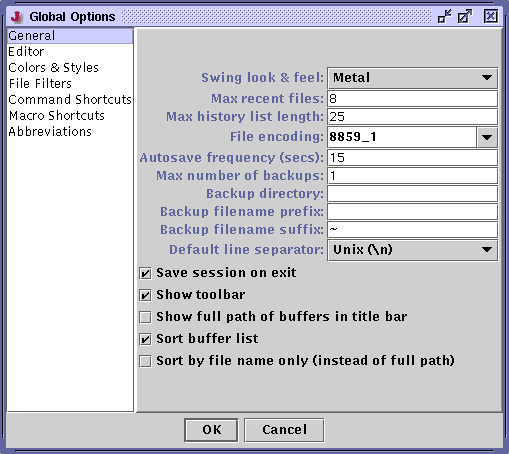 Global Options
General
Editor
Colors & Styles
File Filters
Command Shortcuts
Macro Shortcuts
Abbreviations
Swing look & feel: Metal
Max recent files: 8
Max history list length: 25
File encoding: 8859_1
Autosave frequency (secs): 15
Max number of backups: 1
Backup directory:
Backup filename prefix:
Backup filename suffix: ~
Default line separator: Unix (\n)
Save session on exit
Show toolbar
Show full path of buffers in title bar
Sort buffer list
Sort by file name only (instead of full path)
OK Cancel